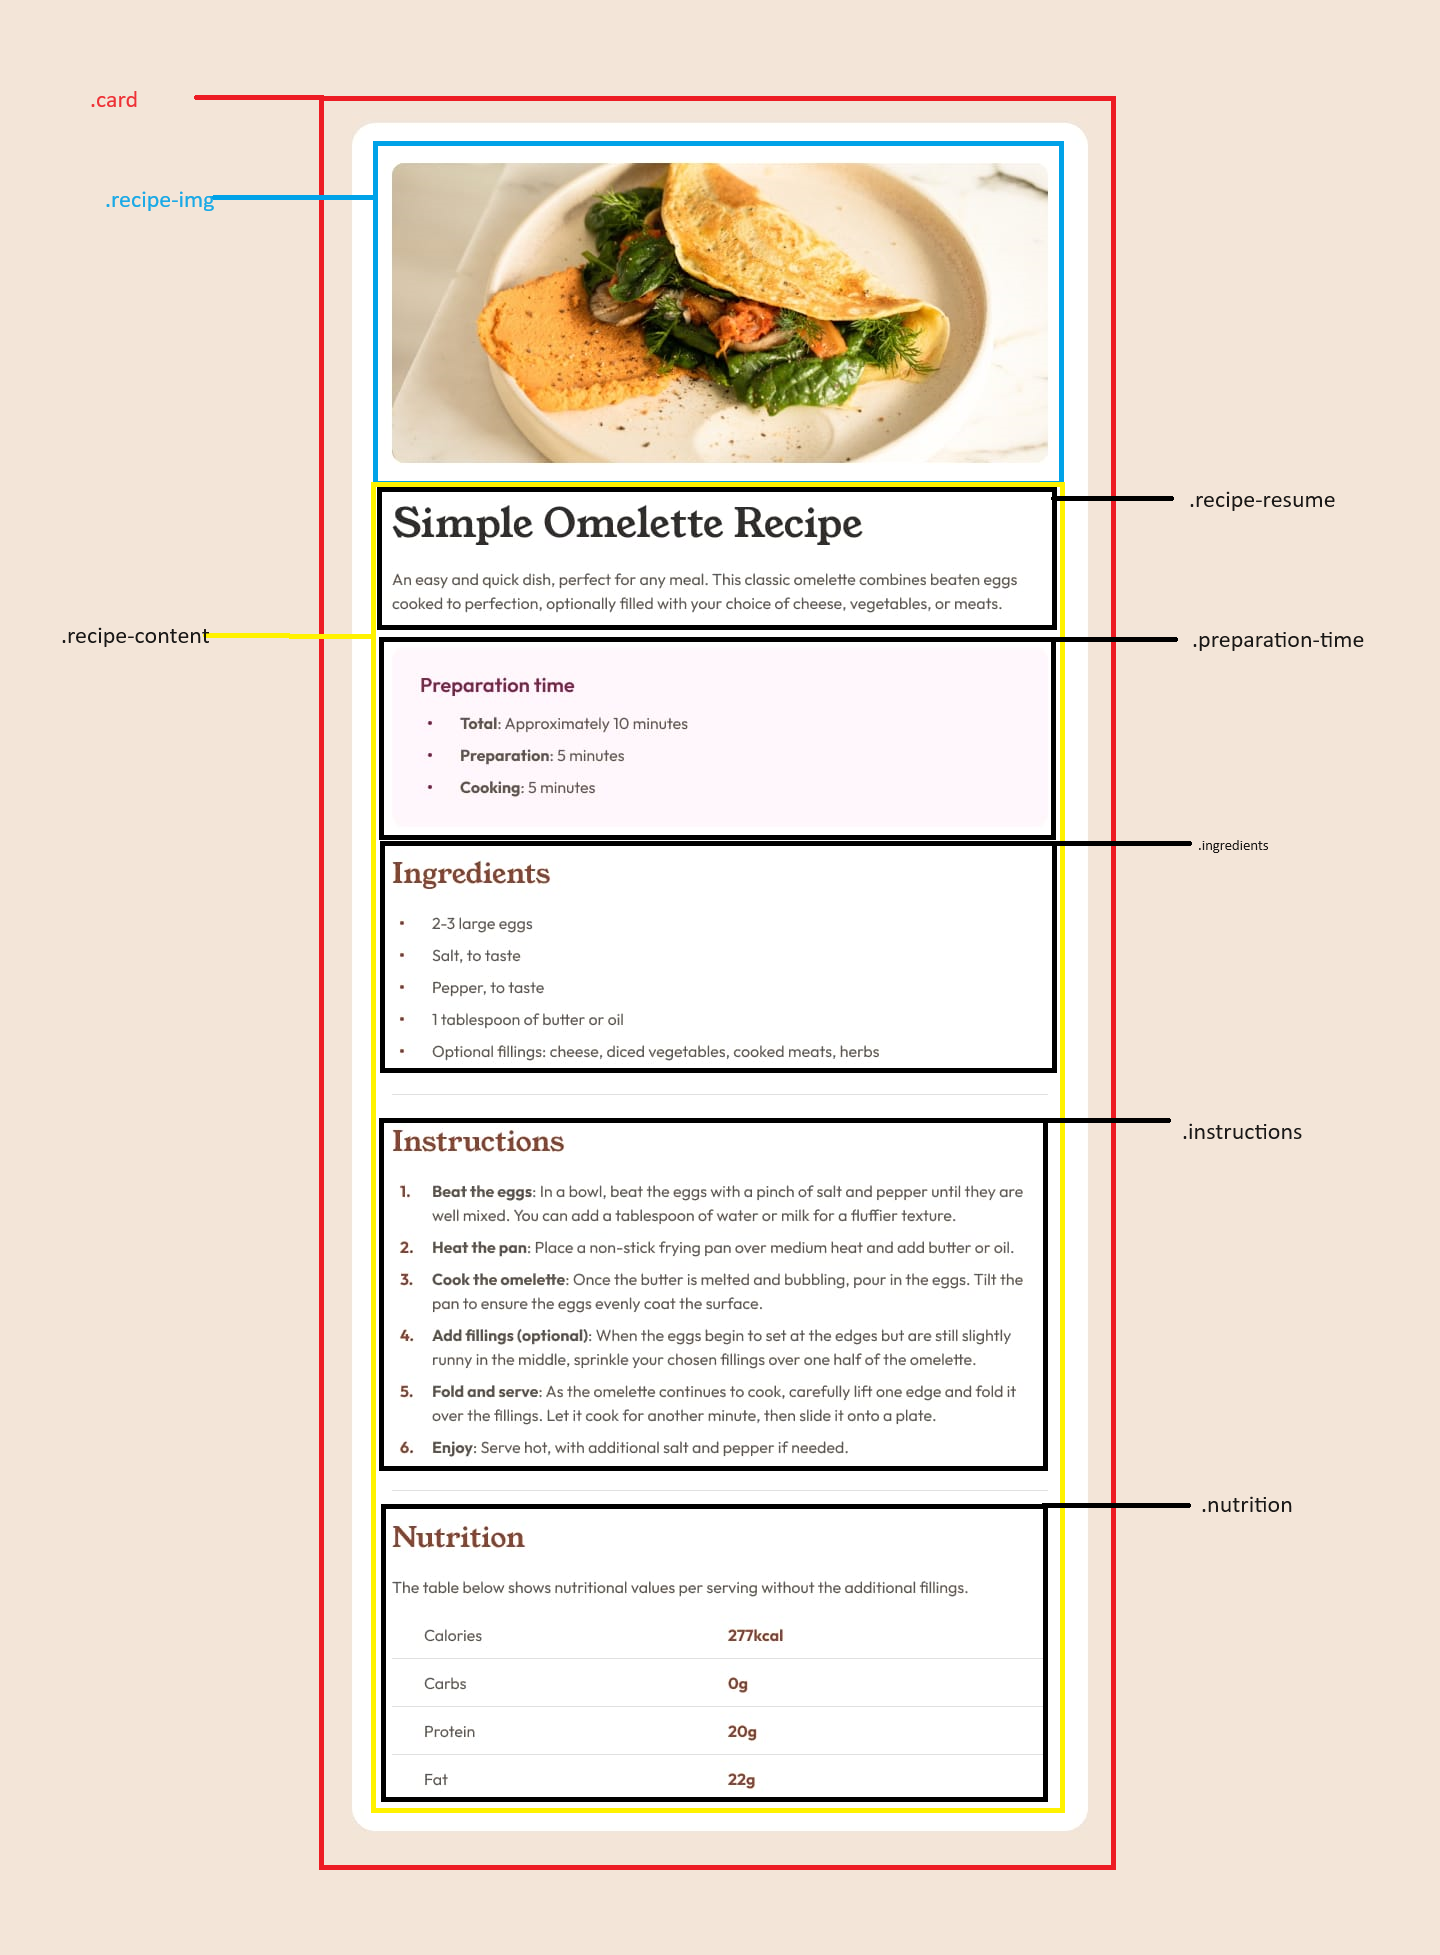 .card
.recipe-img
.recipe-resume
Simple Omelette Recipe
An easy and quick dish, perfect for any meal. This classic omelette combines beaten eggs
cooked to perfection, optionally filled with your choice of cheese, vegetables, or meats.
.recipe-content
.preparation-time
Preparation time
• Total: Approximately 10 minutes
• Preparation: 5 minutes
• Cooking: 5 minutes
.ingredients
Ingredients
• 2-3 large eggs
• Salt, to taste
• Pepper, to taste
• 1 tablespoon of butter or oil
• Optional fillings: cheese, diced vegetables, cooked meats, herbs
.instructions
Instructions
1. Beat the eggs: In a bowl, beat the eggs with a pinch of salt and pepper until they are
well mixed. You can add a tablespoon of water or milk for a fluffier texture.
2. Heat the pan: Place a non-stick frying pan over medium heat and add butter or oil.
3. Cook the omelette: Once the butter is melted and bubbling, pour in the eggs. Tilt the
pan to ensure the eggs evenly coat the surface.
4. Add fillings (optional): When the eggs begin to set at the edges but are still slightly
runny in the middle, sprinkle your chosen fillings over one half of the omelette.
5. Fold and serve: As the omelette continues to cook, carefully lift one edge and fold it
over the fillings. Let it cook for another minute, then slide it onto a plate.
6. Enjoy: Serve hot, with additional salt and pepper if needed.
.nutrition
Nutrition
The table below shows nutritional values per serving without the additional fillings.
Calories 277kcal
Carbs 0g
Protein 20g
Fat 22g